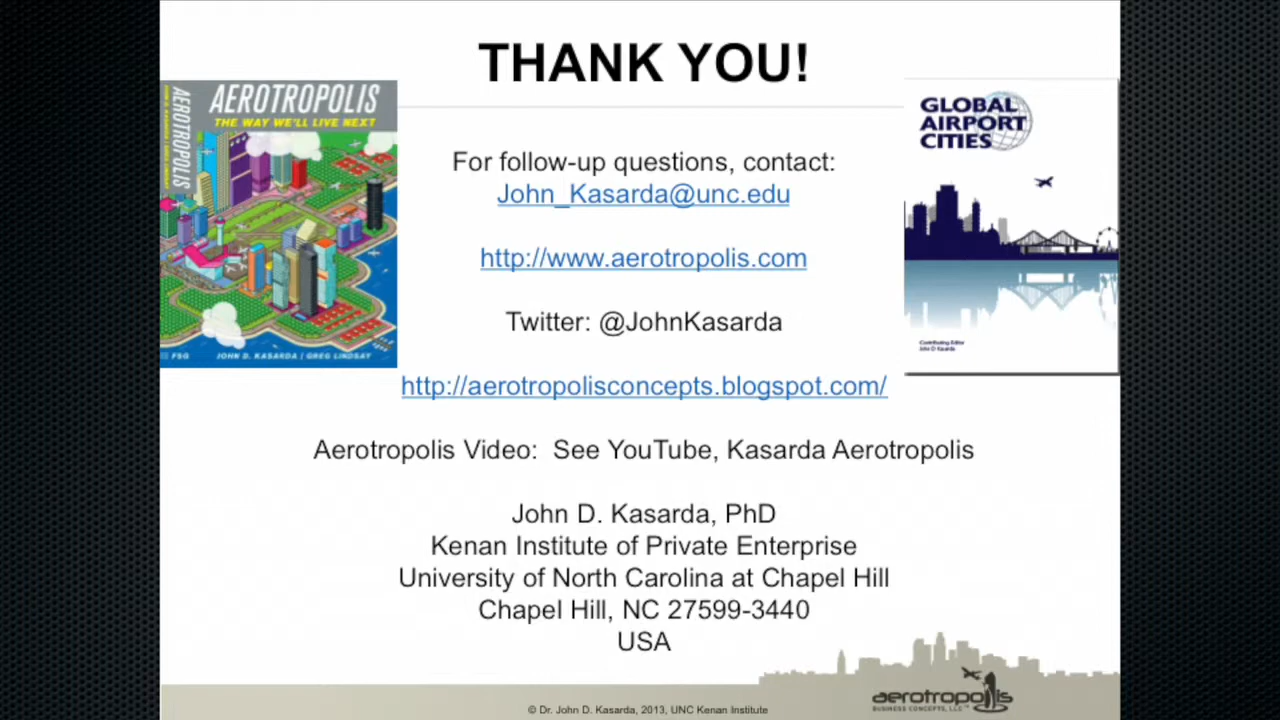 THANK YOU!
AEROTROPOLIS
AEROTROPOLIS
THE WAY WE'LL LIVE NEXT
FSG
JOHN D. KASARDA | GREG LINDSAY
GLOBAL
AIRPORT
CITIES
Contributing Editor
John D Kasarda
For follow-up questions, contact:
John_Kasarda@unc.edu
http://www.aerotropolis.com
Twitter: @JohnKasarda
http://aerotropolisconcepts.blogspot.com/
Aerotropolis Video: See YouTube, Kasarda Aerotropolis
John D. Kasarda, PhD
Kenan Institute of Private Enterprise
University of North Carolina at Chapel Hill
Chapel Hill, NC 27599-3440
USA
aerotropolis
BUSINESS CONCEPTS, LLC
© Dr. John D. Kasarda, 2013, UNC Kenan Institute